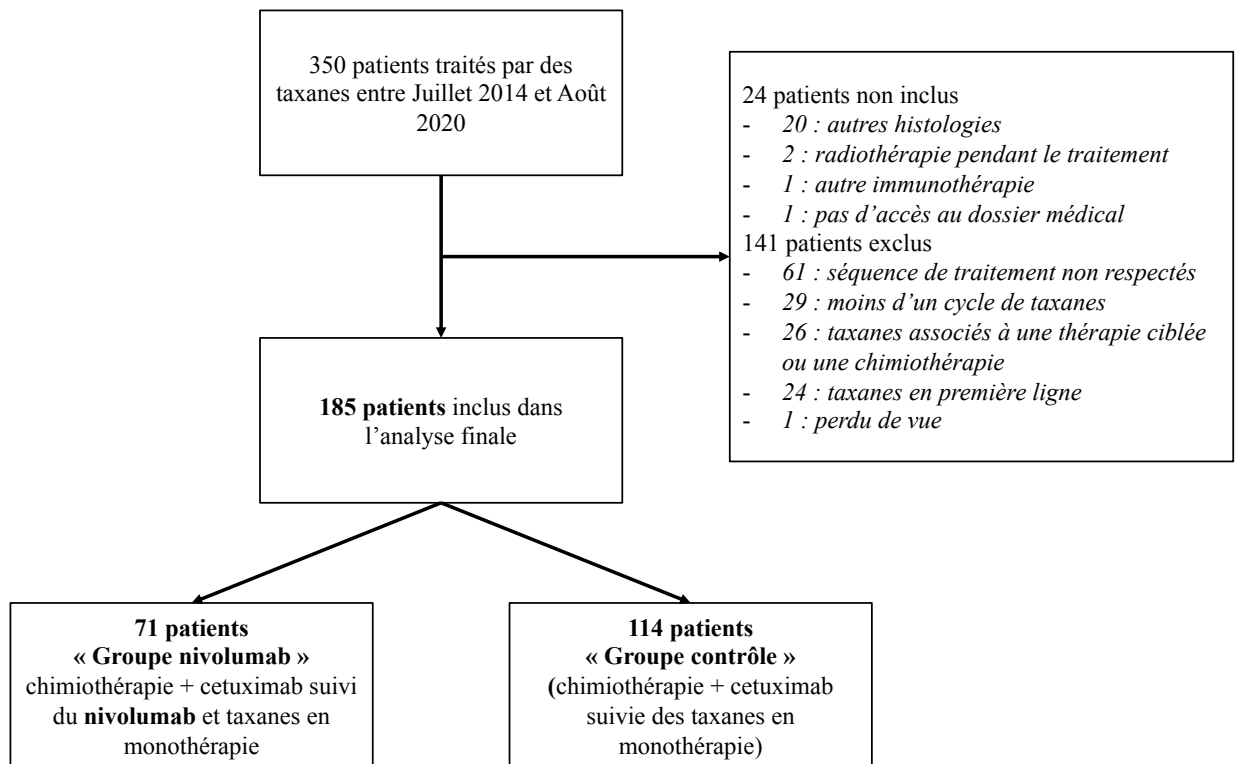 350 patients traités par des
taxanes entre Juillet 2014 et Août
2020
24 patients non inclus
- 20 : autres histologies
- 2 : radiothérapie pendant le traitement
- 1 : autre immunothérapie
- 1 : pas d’accès au dossier médical
141 patients exclus
- 61 : séquence de traitement non respectés
- 29 : moins d’un cycle de taxanes
- 26 : taxanes associés à une thérapie ciblée
ou une chimiothérapie
- 24 : taxanes en première ligne
- 1 : perdu de vue
185 patients inclus dans
l’analyse finale
71 patients
« Groupe nivolumab »
chimiothérapie + cetuximab suivi
du nivolumab et taxanes en
monothérapie
114 patients
« Groupe contrôle »
(chimiothérapie + cetuximab
suivie des taxanes en
monothérapie)